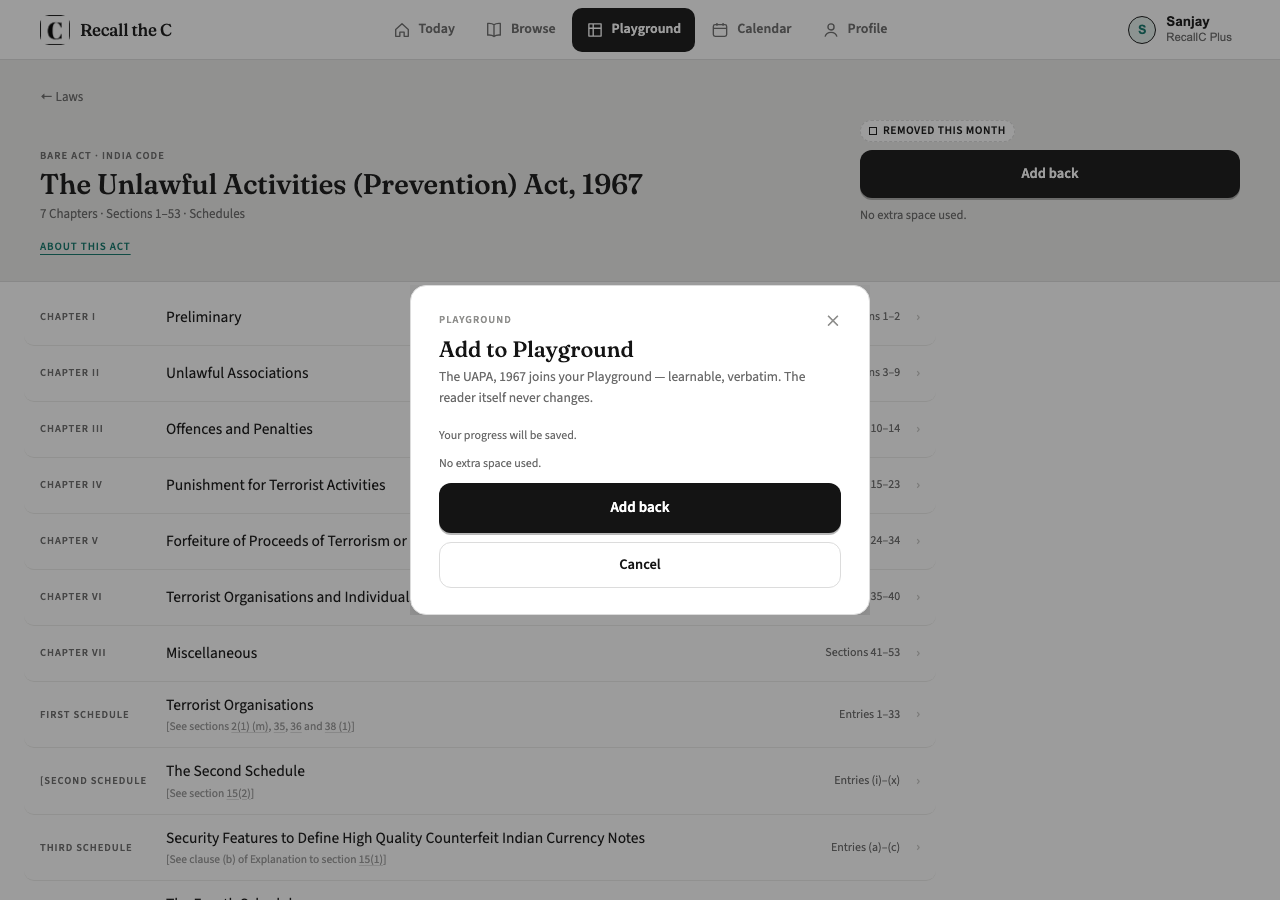 C Recall the C
Today
Browse
Playground
Calendar
Profile
S
Sanjay
RecallC Plus
← Laws
REMOVED THIS MONTH
BARE ACT · INDIA CODE
Add back
The Unlawful Activities (Prevention) Act, 1967
7 Chapters · Sections 1–53 · Schedules
No extra space used.
ABOUT THIS ACT
PLAYGROUND
Add to Playground
The UAPA, 1967 joins your Playground — learnable, verbatim. The
reader itself never changes.
Your progress will be saved.
No extra space used.
Add back
Cancel
CHAPTER I Preliminary 1–2 ›
CHAPTER II Unlawful Associations 3–9 ›
CHAPTER III Offences and Penalties 10–14 ›
CHAPTER IV Punishment for Terrorist Activities 15–23 ›
CHAPTER V Forfeiture of Proceeds of Terrorism or 24–34 ›
CHAPTER VI Terrorist Organisations and Individual 35–40 ›
CHAPTER VII Miscellaneous Sections 41–53 ›
FIRST SCHEDULE Terrorist Organisations Entries 1–33 ›
[See sections 2(1) (m), 35, 36 and 38 (1)]
[SECOND SCHEDULE The Second Schedule Entries (i)–(x) ›
[See section 15(2)]
THIRD SCHEDULE Security Features to Define High Quality Counterfeit Indian Currency Notes Entries (a)–(c) ›
[See clause (b) of Explanation to section 15(1)]